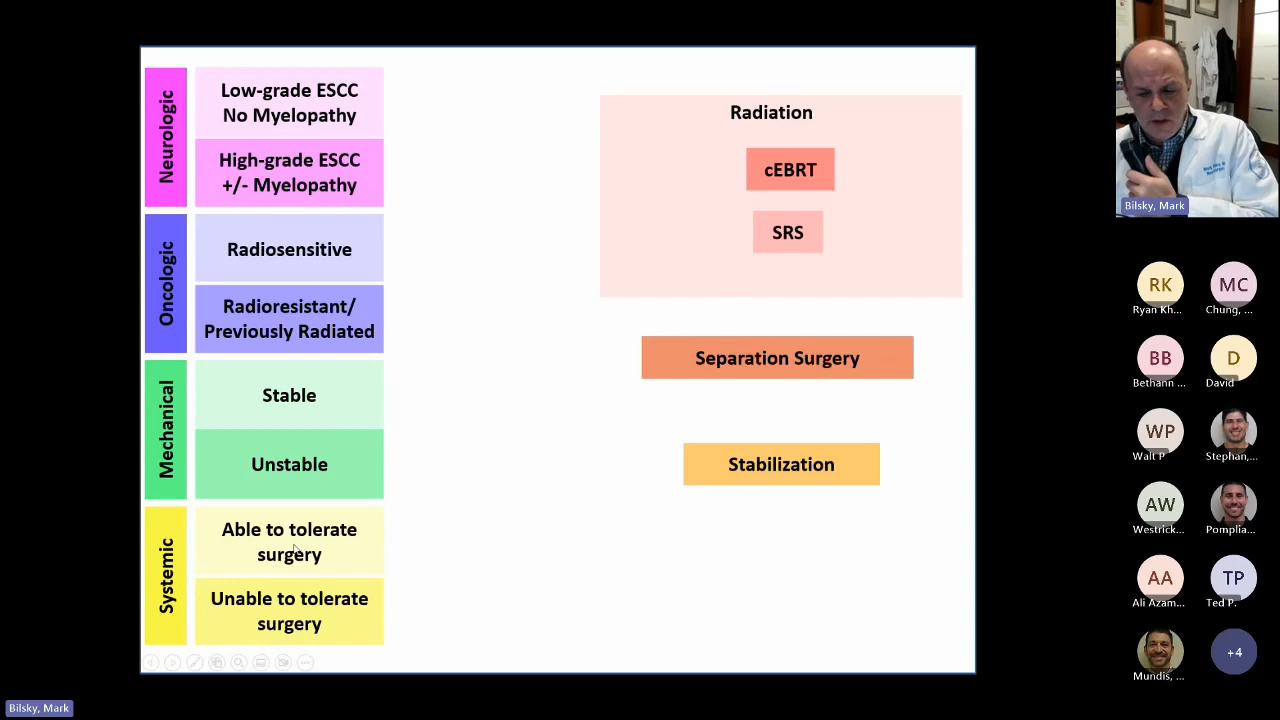 Neurologic
Low-grade ESCC
No Myelopathy
High-grade ESCC
+/- Myelopathy
Oncologic
Radiosensitive
Radioresistant/
Previously Radiated
Mechanical
Stable
Unstable
Systemic
Able to tolerate
surgery
Unable to tolerate
surgery
Radiation
cEBRT
SRS
Separation Surgery
Stabilization
Bilsky, Mark
RK
Ryan Kh...
MC
Chung, ...
BB
Bethann ...
D
David
WP
Walt P
Stephan,...
AW
Westrick...
Pomplia...
AA
Ali Azam...
TP
Ted P.
Mundis, ...
+4
Bilsky, Mark